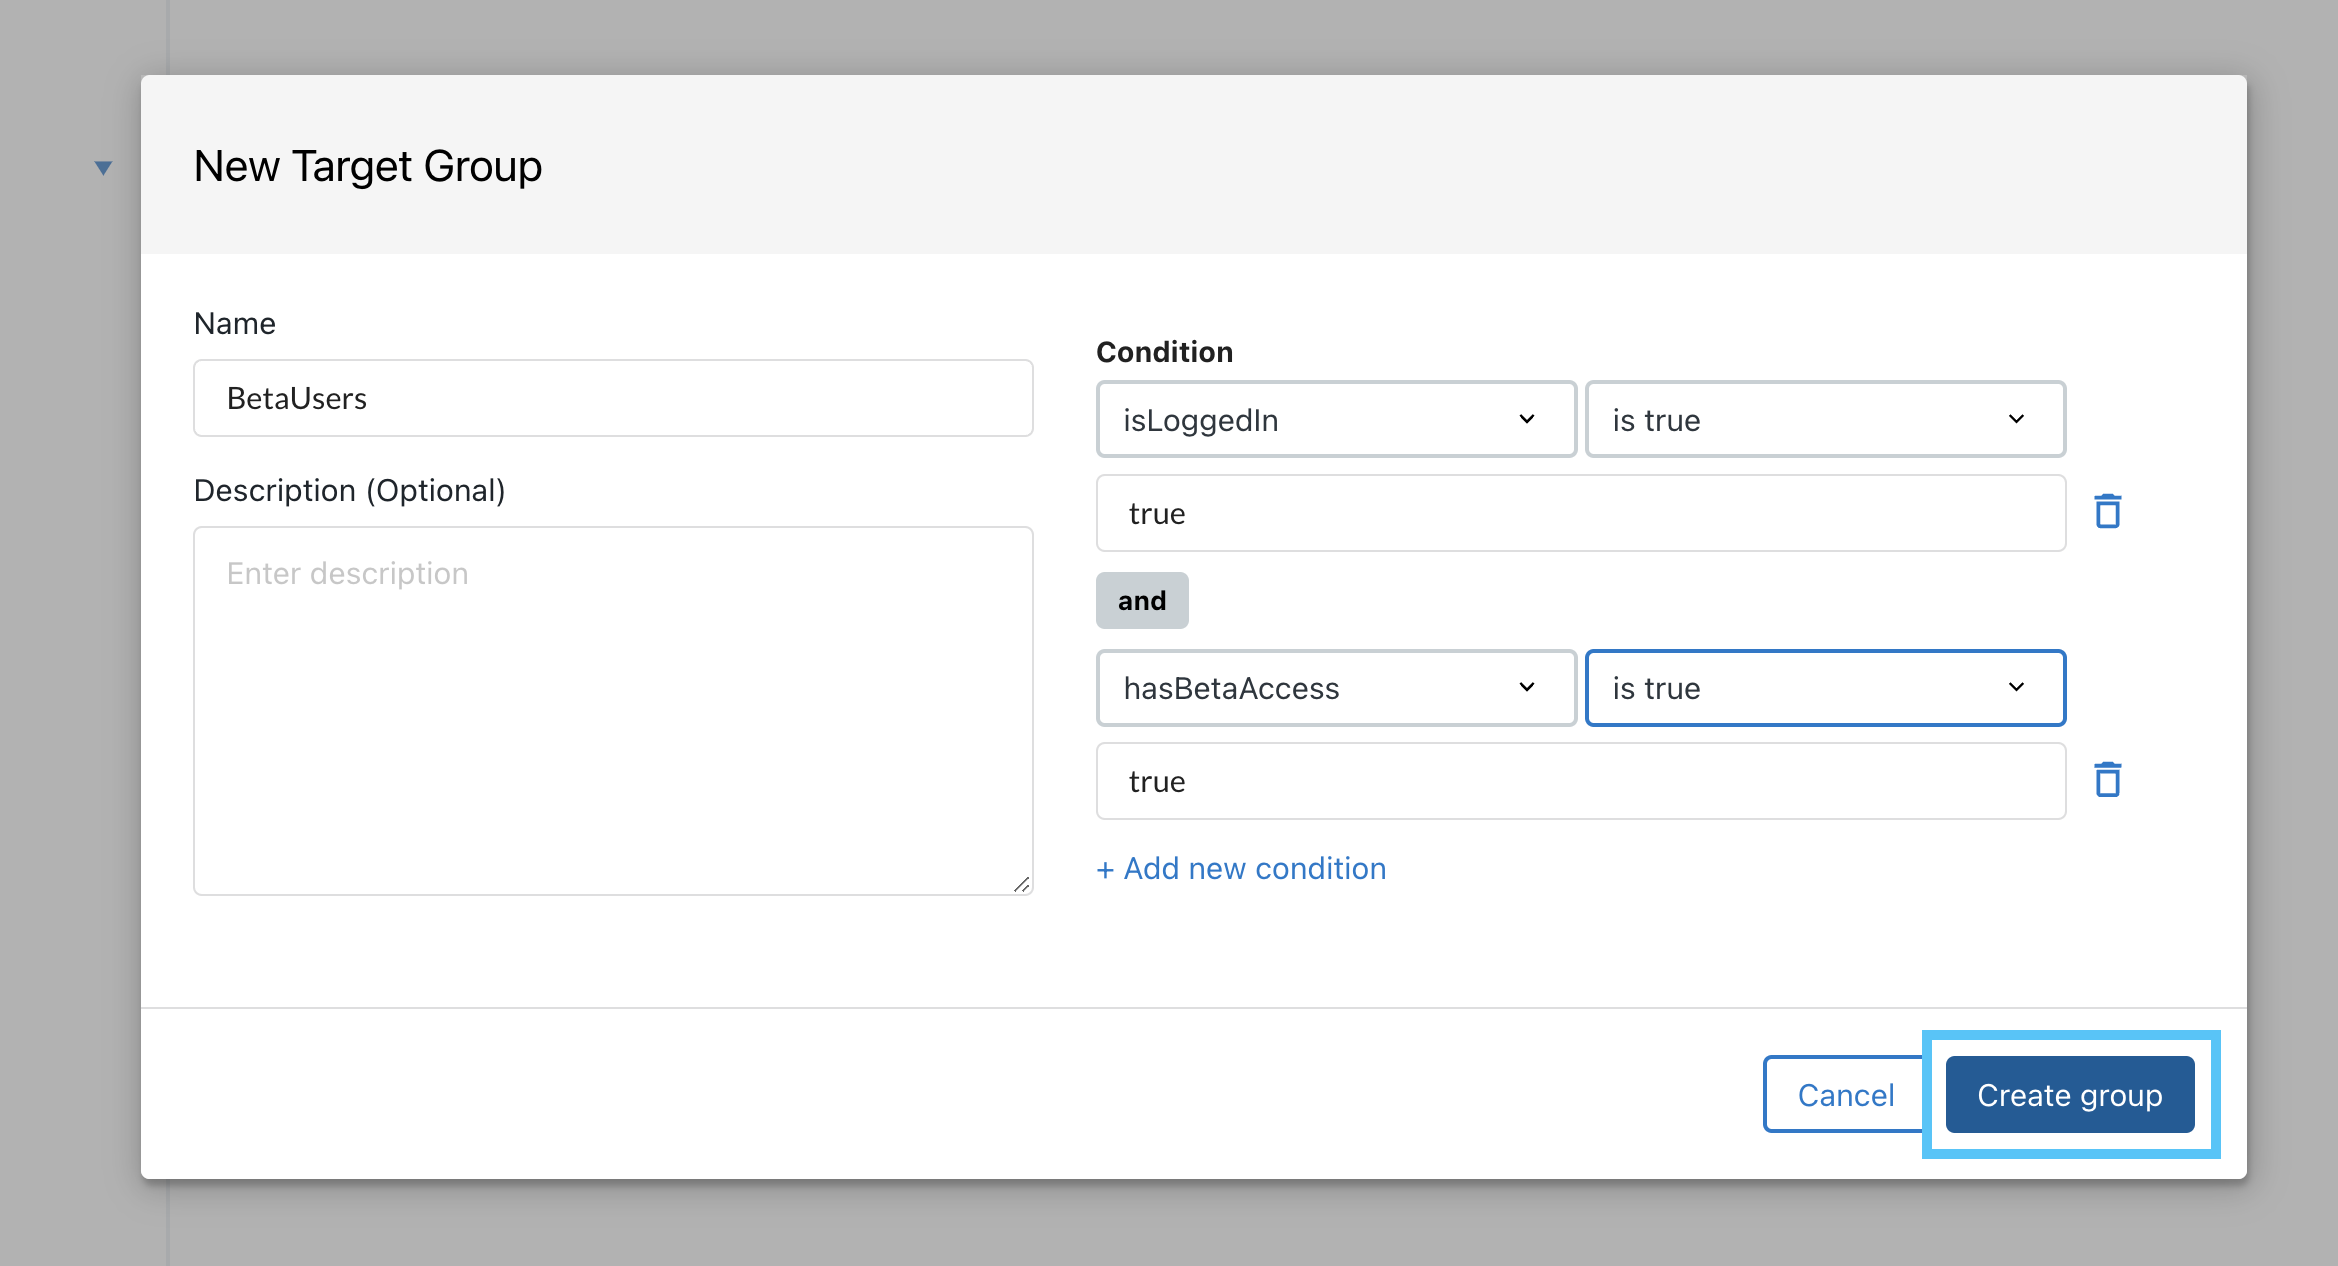 New Target Group
Name
BetaUsers
Description (Optional)
Enter description
Condition
isLoggedIn
is true
true
and
hasBetaAccess
is true
true
+ Add new condition
Cancel
Create group